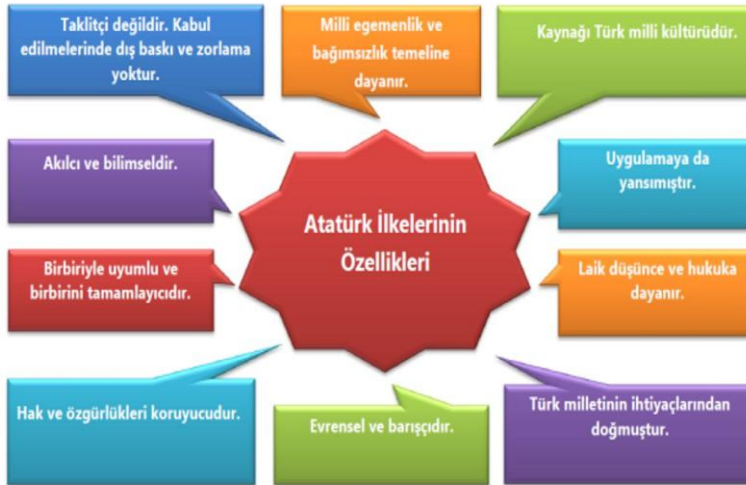 Taklitçi değildir. Kabul
edilmelerinde dış baskı ve zorlama
yoktur.
Milli egemenlik ve
bağımsızlık temeline
dayanır.
Kaynağı Türk milli kültürüdür.
Akılcı ve bilimseldir.
Atatürk İlkelerinin
Özellikleri
Uygulamaya da
yansımıştır.
Birbiriyle uyumlu ve
birbirini tamamlayıcıdır.
Laik düşünce ve hukuka
dayanır.
Hak ve özgürlükleri koruyucudur.
Evrensel ve barışçıdır.
Türk milletinin ihtiyaçlarından
doğmuştur.